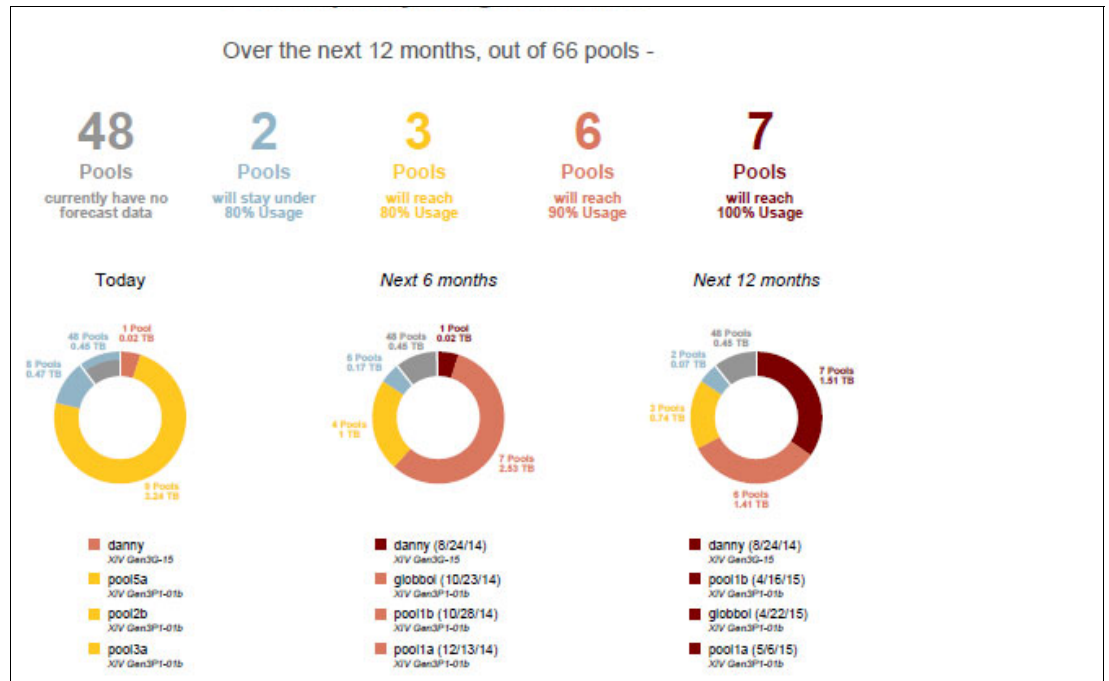 Over the next 12 months, out of 66 pools -
48
Pools
currently have no
forecast data
2
Pools
will stay under
80% Usage
3
Pools
will reach
80% Usage
6
Pools
will reach
90% Usage
7
Pools
will reach
100% Usage
Today
48 Pools
0.45 TB
1 Pool
0.02 TB
8 Pools
0.47 TB
9 Pools
3.24 TB
danny
XIV Gen3G-15
pool5a
XIV Gen3P1-01b
pool2b
XIV Gen3P1-01b
pool3a
XIV Gen3P1-01b
Next 6 months
48 Pools
0.45 TB
1 Pool
0.02 TB
6 Pools
0.17 TB
4 Pools
1 TB
7 Pools
2.53 TB
danny (8/24/14)
XIV Gen3G-15
globbol (10/23/14)
XIV Gen3P1-01b
pool1b (10/28/14)
XIV Gen3P1-01b
pool1a (12/13/14)
XIV Gen3P1-01b
Next 12 months
48 Pools
0.45 TB
2 Pools
0.07 TB
7 Pools
1.51 TB
3 Pools
0.74 TB
6 Pools
1.41 TB
danny (8/24/14)
XIV Gen3G-15
pool1b (4/16/15)
XIV Gen3P1-01b
globbol (4/22/15)
XIV Gen3P1-01b
pool1a (5/6/15)
XIV Gen3P1-01b